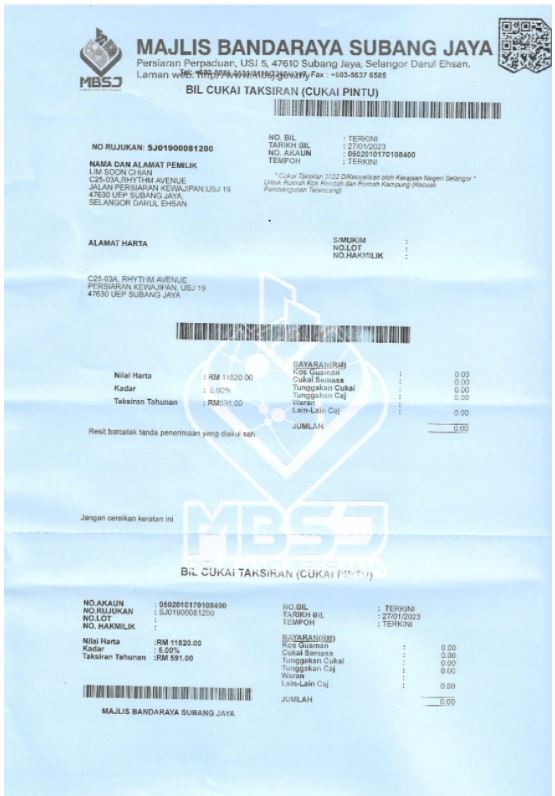 MBSJ
MAJLIS BANDARAYA SUBANG JAYA
Persiaran Perpaduan, USJ 5, 47610 Subang Jaya, Selangor Darul Ehsan.
Laman web: http://www.mbsj.gov.my Fax : +603-5637 6585
BIL CUKAI TAKSIRAN (CUKAI PINTU)
NO. RUJUKAN: SJ01900081200
NO. BIL : TERKINI
TARIKH BIL : 27/01/2023
NO. AKAUN : 0502010170108400
TEMPOH : TERKINI
NAMA DAN ALAMAT PEMILIK
LIM SOON CHIAN
C25-03A,RHYTHM AVENUE
JALAN PERSIARAN KEWAJIPAN,USJ 19
47630 UEP SUBANG JAYA,
SELANGOR DARUL EHSAN
* Cukai Taksiran 2022 Dikecualikan oleh Kerajaan Negeri Selangor *
Untuk Rumah Kos Rendah dan Rumah Kampung (Kecuali
Pembangunan Terancang)
ALAMAT HARTA
S/MUKIM :
NO.LOT :
NO.HAKMILIK :
C25-03A, RHYTHM AVENUE
PERSIARAN KEWAJIPAN, USJ 19
47630 UEP SUBANG JAYA
Nilai Harta : RM 11820.00
Kadar : 5.00%
Taksiran Tahunan : RM591.00
BAYARAN(RM)
Kos Guaman : 0.00
Cukai Semasa : 0.00
Tunggakan Cukai : 0.00
Tunggakan Caj : 0.00
Waran :
Lain-Lain Caj : 0.00
JUMLAH 0.00
Resit bercetak tanda penerimaan yang diakui sah
Jangan ceraikan keratan ini
MBSJ
BIL CUKAI TAKSIRAN (CUKAI PINTU)
NO.AKAUN : 0502010170108400
NO.RUJUKAN : SJ01900081200
NO.LOT :
NO. HAKMILIK :
Nilai Harta :RM 11820.00
Kadar : 5.00%
Taksiran Tahunan :RM 591.00
NO.BIL : TERKINI
TARIKH BIL : 27/01/2023
TEMPOH : TERKINI
BAYARAN(RM)
Kos Guaman : 0.00
Cukai Semasa : 0.00
Tunggakan Cukai : 0.00
Tunggakan Caj : 0.00
Waran :
Lain-Lain Caj : 0.00
JUMLAH 0.00
MAJLIS BANDARAYA SUBANG JAYA